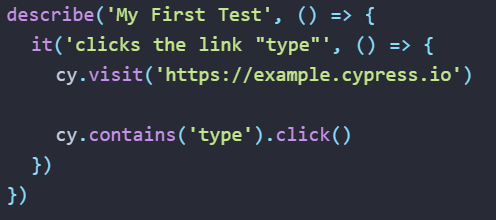 describe('My First Test', () => {
  it('clicks the link "type"', () => {
    cy.visit('https://example.cypress.io')

    cy.contains('type').click()
  })
})